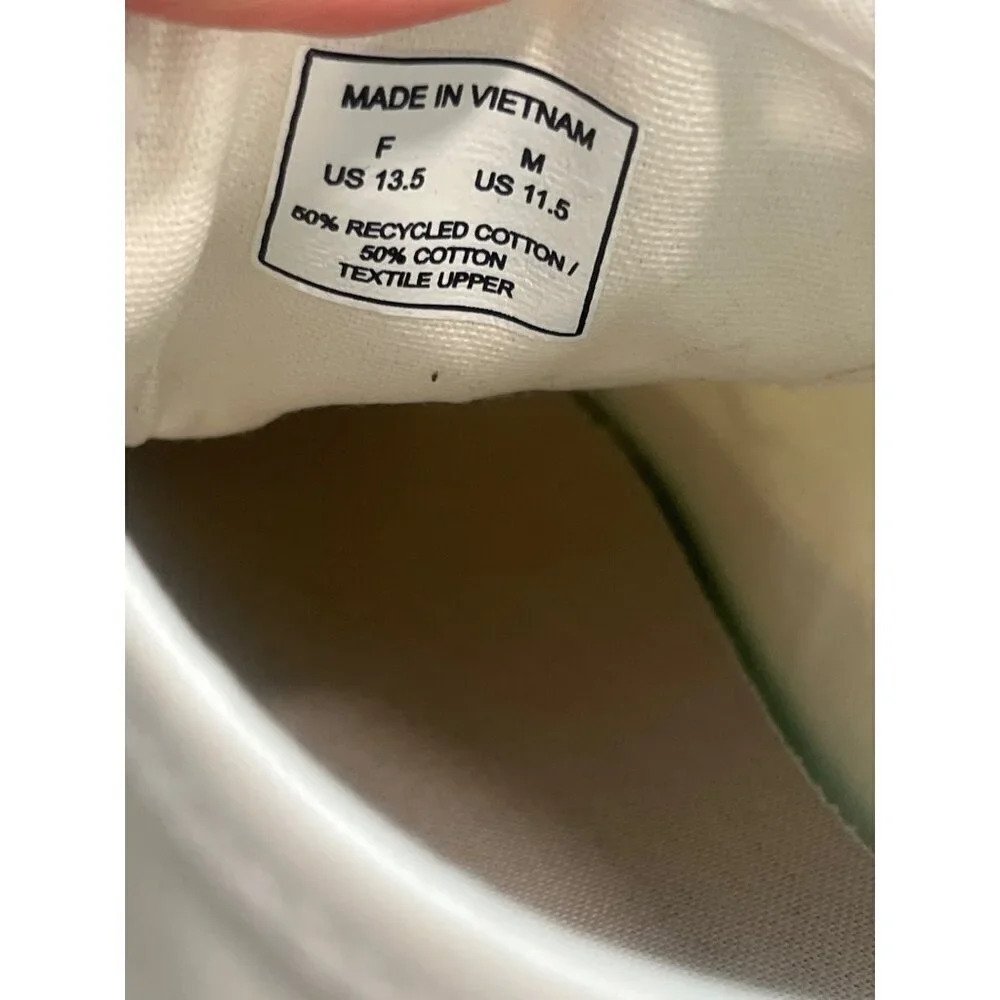 MADE IN VIETNAM
F M
US 13.5 US 11.5
50% RECYCLED COTTON /
50% COTTON
TEXTILE UPPER